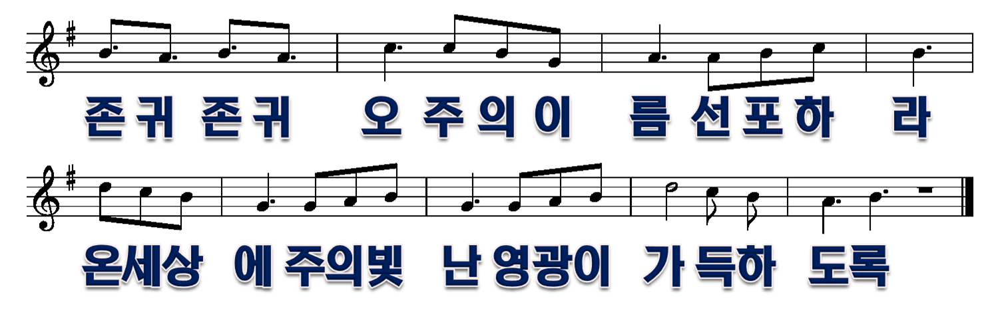 존귀 존귀 오 주의 이 름 선포하 라
온세상 에 주의빛 난 영광이 가 득하 도록